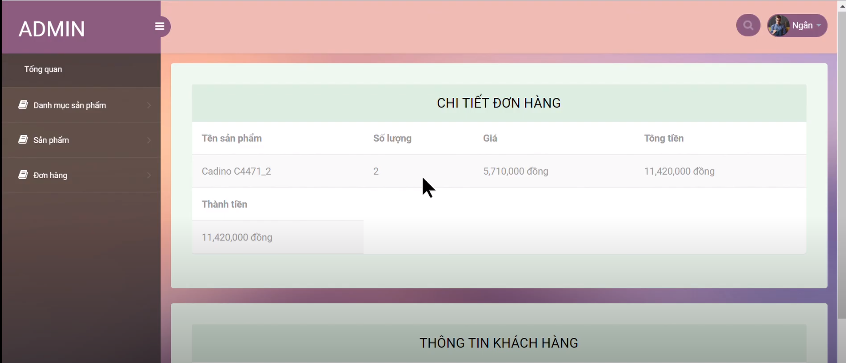 ADMIN
Ngân
Tổng quan
Danh mục sản phẩm
Sản phẩm
Đơn hàng
CHI TIẾT ĐƠN HÀNG
Tên sản phẩm Số lượng Giá Tổng tiền
Cadino C4471_2 2 5,710,000 đồng 11,420,000 đồng
Thành tiền
11,420,000 đồng
THÔNG TIN KHÁCH HÀNG